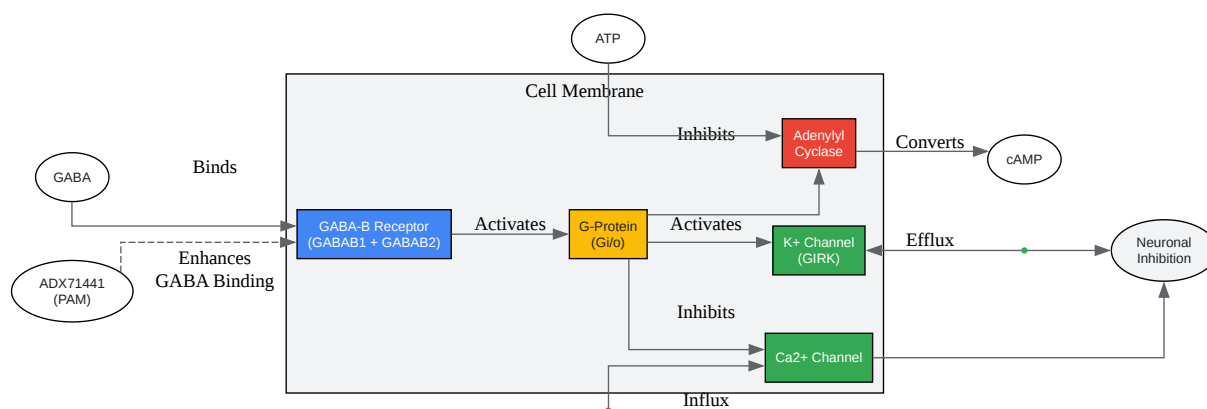 ATP
Cell Membrane
Inhibits
Adenylyl
Cyclase
Converts
cAMP
GABA
Binds
GABA-B Receptor
(GABAB1 + GABAB2)
Activates
G-Protein
(Gi/o)
Activates
K+ Channel
(GIRK)
Efflux
Neuronal
Inhibition
ADX71441
(PAM)
Enhances
GABA Binding
Inhibits
Ca2+ Channel
Influx